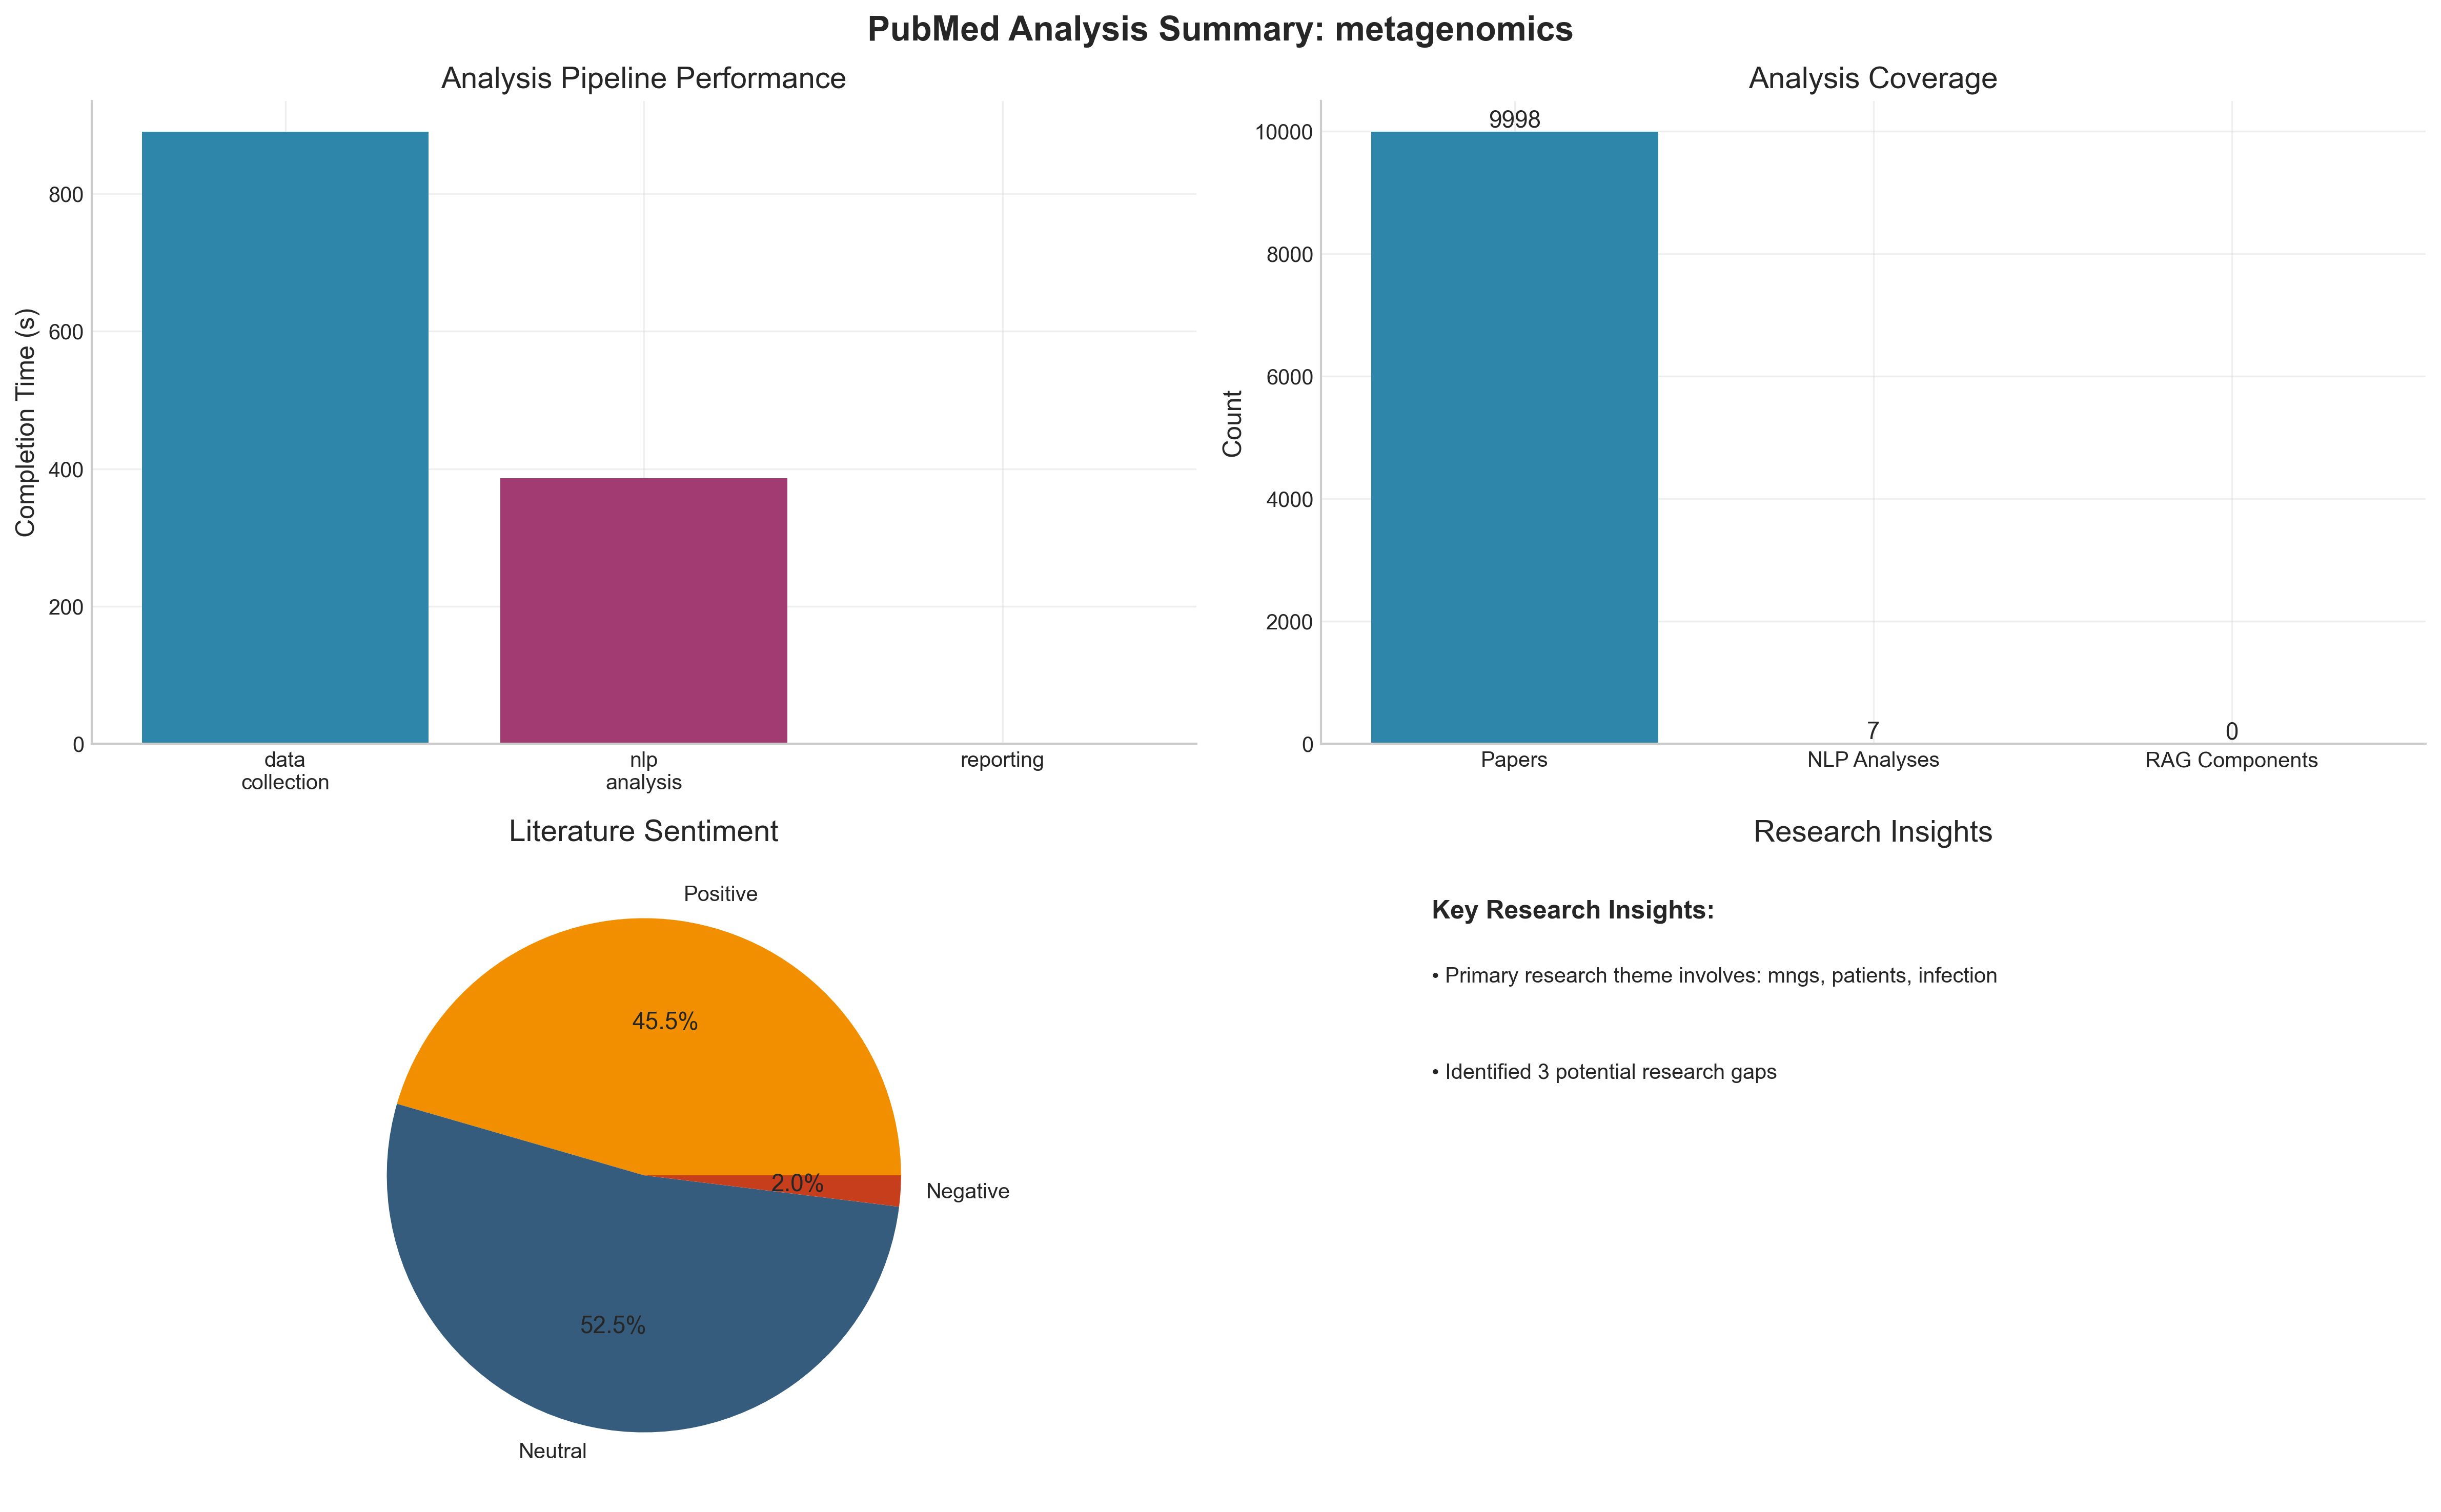 PubMed Analysis Summary: metagenomics
Analysis Pipeline Performance
Completion Time (s)
800
600
400
200
0
data
collection
nlp
analysis
reporting
Analysis Coverage
Count
10000
8000
6000
4000
2000
0
9998
7
0
Papers
NLP Analyses
RAG Components
Literature Sentiment
Positive
45.5%
2.0%
Negative
52.5%
Neutral
Research Insights
Key Research Insights:
• Primary research theme involves: mngs, patients, infection
• Identified 3 potential research gaps